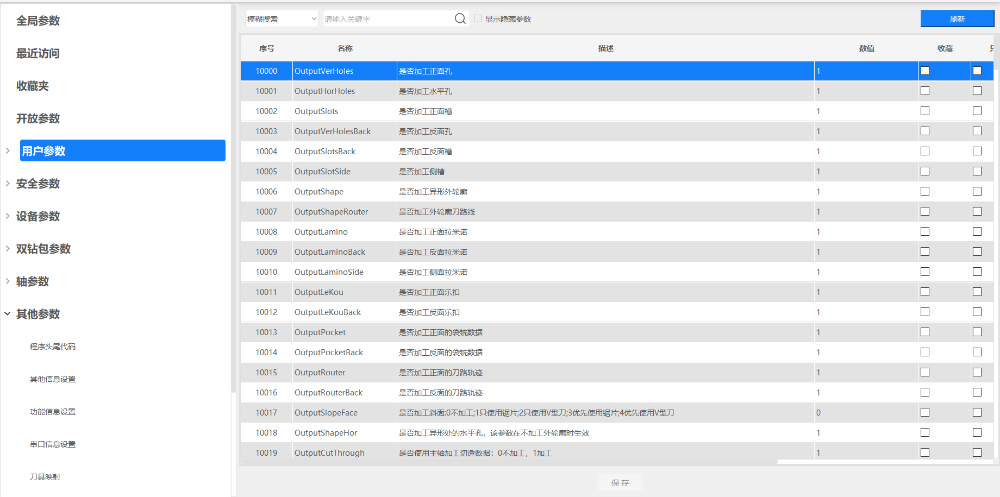 全局参数
最近访问
收藏夹
开放参数
用户参数
安全参数
设备参数
双钻包参数
轴参数
其他参数
程序头尾代码
其他信息设置
功能信息设置
串口信息设置
刀具映射
模糊搜索 请输入关键字 显示隐藏参数 刷新
序号 名称 描述 数值 收藏
10000 OutputVerHoles 是否加工正面孔 1
10001 OutputHorHoles 是否加工水平孔 1
10002 OutputSlots 是否加工正面槽 1
10003 OutputVerHolesBack 是否加工反面孔 1
10004 OutputSlotsBack 是否加工反面槽 1
10005 OutputSlotSide 是否加工侧槽 1
10006 OutputShape 是否加工异形外轮廓 1
10007 OutputShapeRouter 是否加工外轮廓刀路线 1
10008 OutputLamino 是否加工正面拉米诺 1
10009 OutputLaminoBack 是否加工反面拉米诺 1
10010 OutputLaminoSide 是否加工侧面拉米诺 1
10011 OutputLeKou 是否加工正面乐扣 1
10012 OutputLeKouBack 是否加工反面乐扣 1
10013 OutputPocket 是否加工正面的袋铣数据 1
10014 OutputPocketBack 是否加工反面的袋铣数据 1
10015 OutputRouter 是否加工正面的刀路轨迹 1
10016 OutputRouterBack 是否加工反面的刀路轨迹 1
10017 OutputSlopeFace 是否加工斜面:0不加工;1只使用锯片;2只使用V型刀;3优先使用锯片;4优先使用V型刀 0
10018 OutputShapeHor 是否加工异形处的水平孔，该参数在不加工外轮廓时生效 1
10019 OutputCutThrough 是否使用主轴加工切透数据：0不加工，1加工 1
保 存